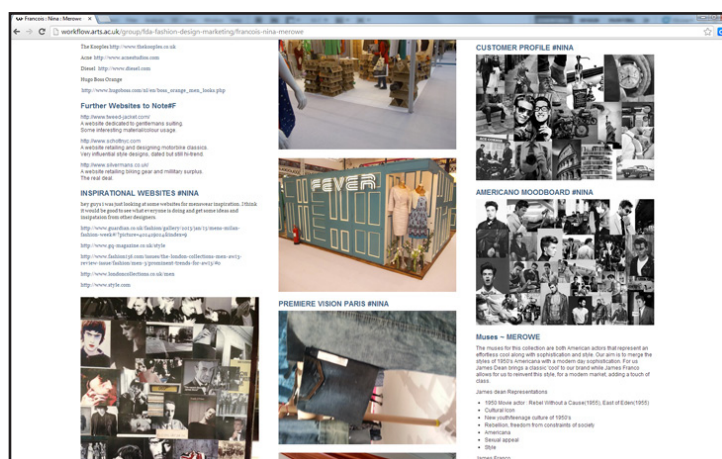 Francois : Nina : Merowe
workflow.arts.ac.uk/group/fda-fashion-design-marketing/francois-nina-merowe
The Kooples http://www.thekooples.co.uk
Acne http://www.acnestudios.com
Diesel http://www.diesel.com
Hugo Boss Orange
http://www.hugoboss.com/uk/en/boss_orange_men_looks.php
Further Websites to Note#F
http://www.tweed-jacket.com/
A website dedicated to gentlemans suiting
Some interesting material/colour usage.
http://www.schottnyc.com
A website retailing and designing motorbike classics.
Very influential style designs, dated but still in-trend.
http://www.silvermans.co.uk/
A website retailing biking gear and millitary surplus.
The real deal.
INSPIRATIONAL WEBSITES #NINA
hey guys i was just looking at some websites for menswear inspiration. I think
it would be good to see what everyone is doing and get some ideas and
inspiration from other designers.
http://www.gq-magazine.co.uk/style
http://www.londoncollections.co.uk/men
http://www.style.com
FEVER
PREMIERE VISION PARIS #NINA
CUSTOMER PROFILE #NINA
AMERICANO MOODBOARD #NINA
Muses ~ MEROWE
The muses for this collection are both American actors that represent an
effortless cool along with sophistication and style. Our aim is to merge the
styles of 1950's Americana with a modern day sophistication. For us
James Dean brings a classic 'cool' to our brand while James Franco
allows for us to reinvent this style, for a modern market, adding a touch of
class.
James dean Representations
• 1950 Movie actor : Rebel Without a Cause(1955), East of Eden(1955)
• Cultural Icon
• New youth/teenage culture of 1950's
• Rebellion, freedom from constraints of society
• Americana
• Sexual appeal
• Style
James Franco